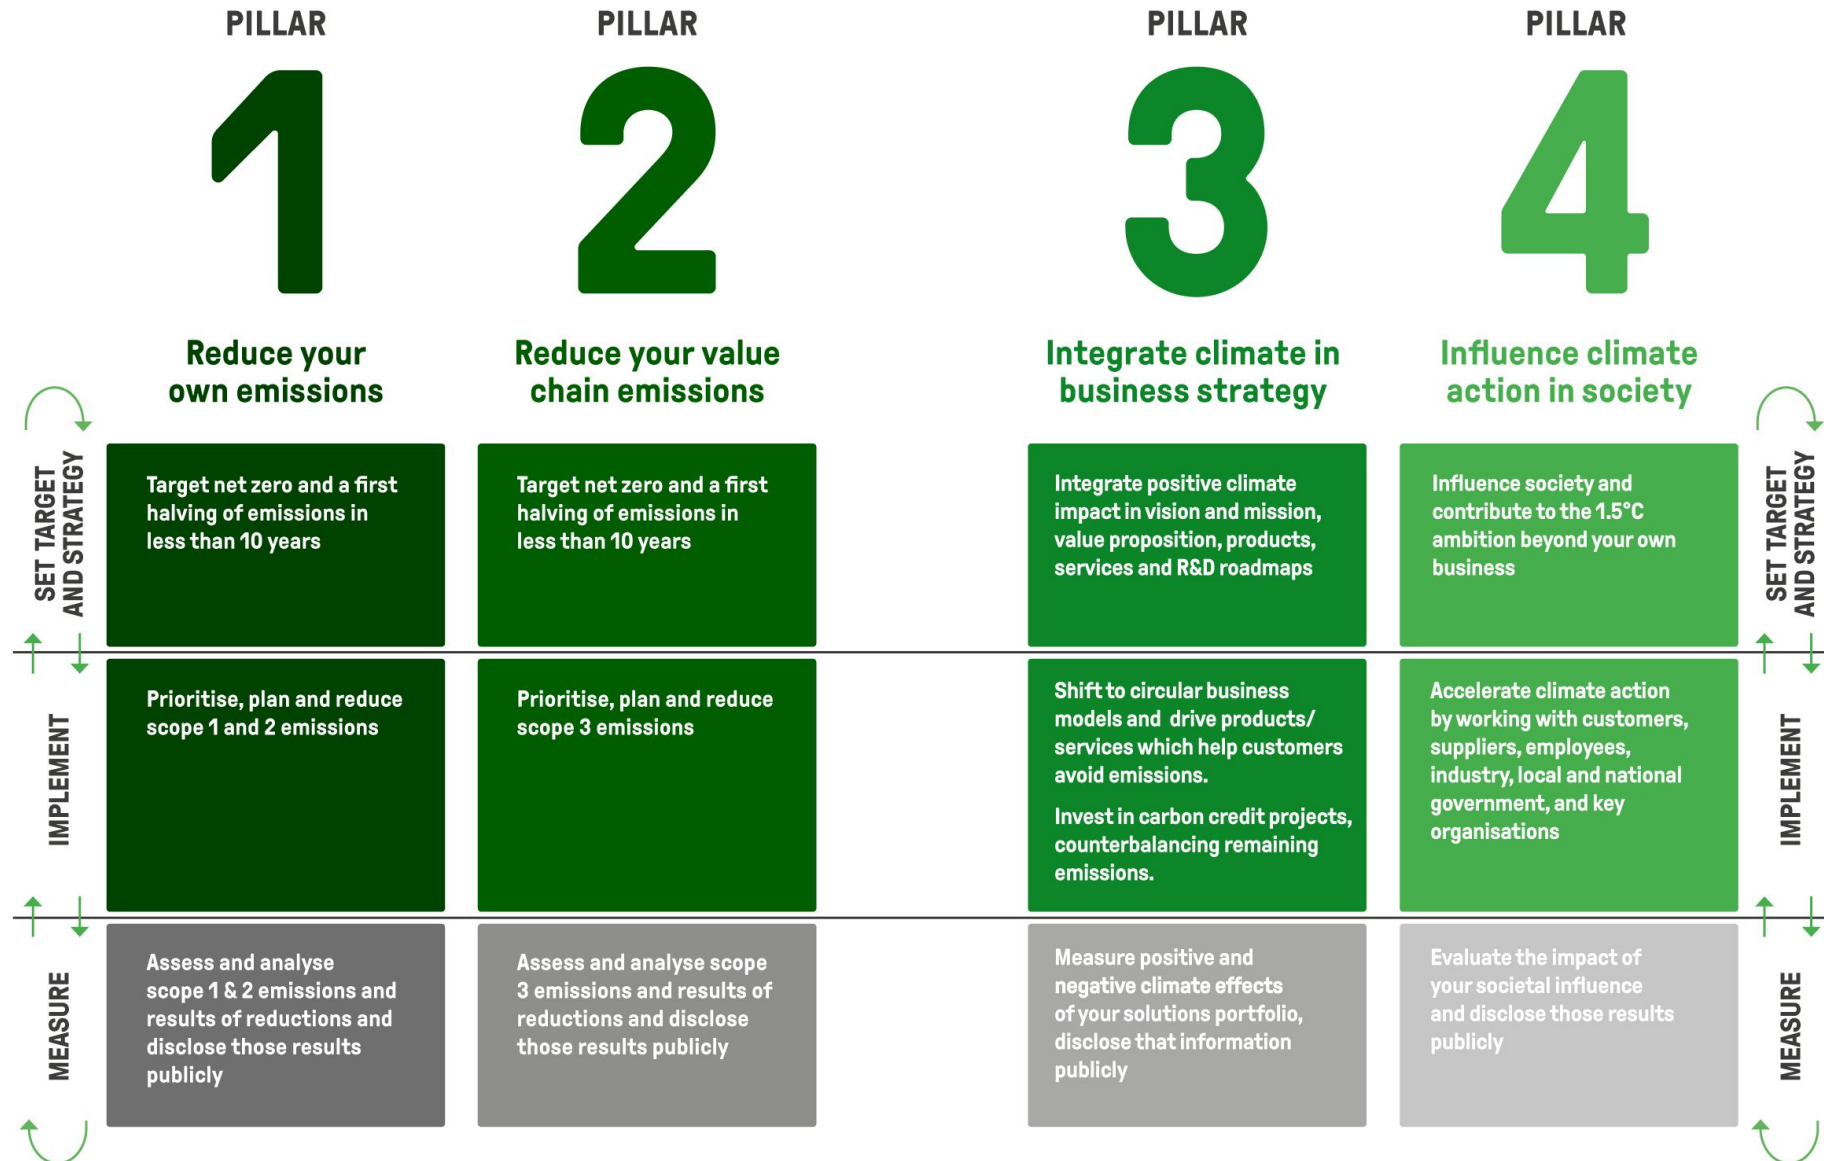 PILLAR
1
Reduce your
own emissions
PILLAR
2
Reduce your value
chain emissions
PILLAR
3
Integrate climate in
business strategy
PILLAR
4
Influence climate
action in society
SET TARGET
AND STRATEGY
Target net zero and a first
halving of emissions in
less than 10 years
Target net zero and a first
halving of emissions in
less than 10 years
Integrate positive climate
impact in vision and mission,
value proposition, products,
services and R&D roadmaps
Influence society and
contribute to the 1.5°C
ambition beyond your own
business
SET TARGET
AND STRATEGY
IMPLEMENT
Prioritise, plan and reduce
scope 1 and 2 emissions
Prioritise, plan and reduce
scope 3 emissions
Shift to circular business
models and drive products/
services which help customers
avoid emissions.
Invest in carbon credit projects,
counterbalancing remaining
emissions.
Accelerate climate action
by working with customers,
suppliers, employees,
industry, local and national
government, and key
organisations
IMPLEMENT
MEASURE
Assess and analyse
scope 1 & 2 emissions and
results of reductions and
disclose those results
publicly
Assess and analyse scope
3 emissions and results of
reductions and disclose
those results publicly
Measure positive and
negative climate effects
of your solutions portfolio,
disclose that information
publicly
Evaluate the impact of
your societal influence
and disclose those results
publicly
MEASURE